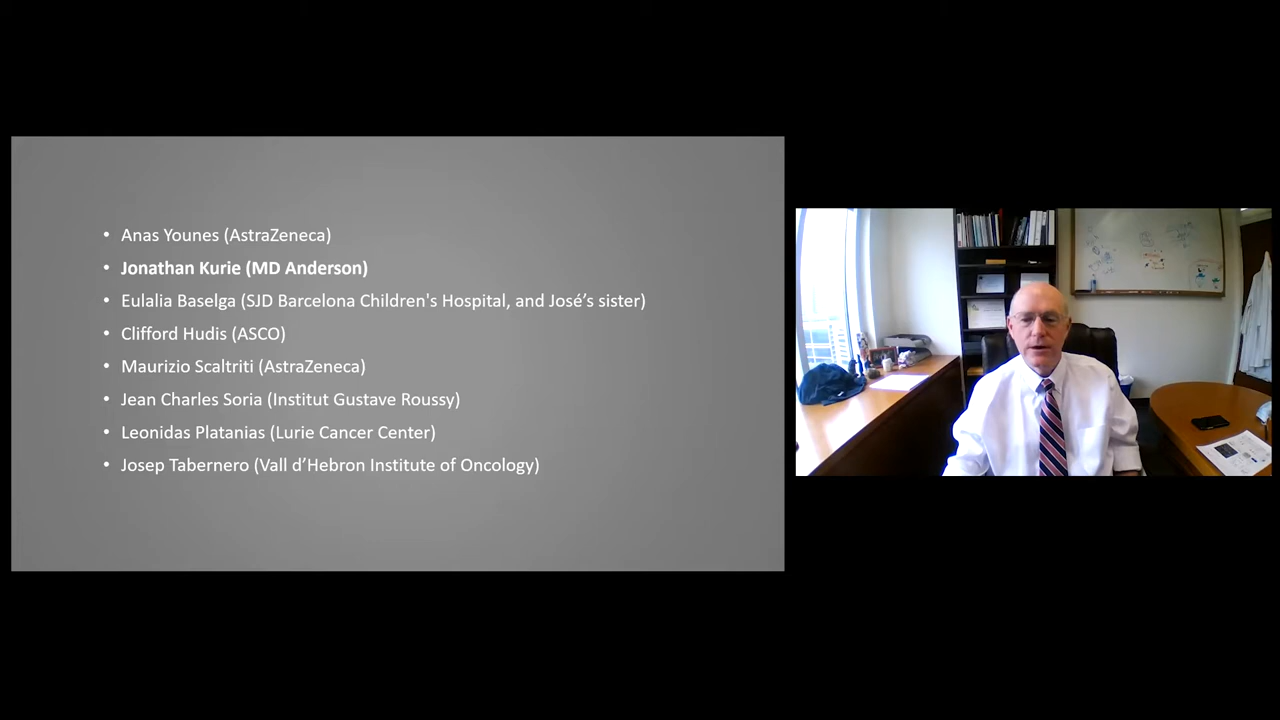 • Anas Younes (AstraZeneca)
• Jonathan Kurie (MD Anderson)
• Eulalia Baselga (SJD Barcelona Children's Hospital, and José’s sister)
• Clifford Hudis (ASCO)
• Maurizio Scaltriti (AstraZeneca)
• Jean Charles Soria (Institut Gustave Roussy)
• Leonidas Platanias (Lurie Cancer Center)
• Josep Tabernero (Vall d’Hebron Institute of Oncology)